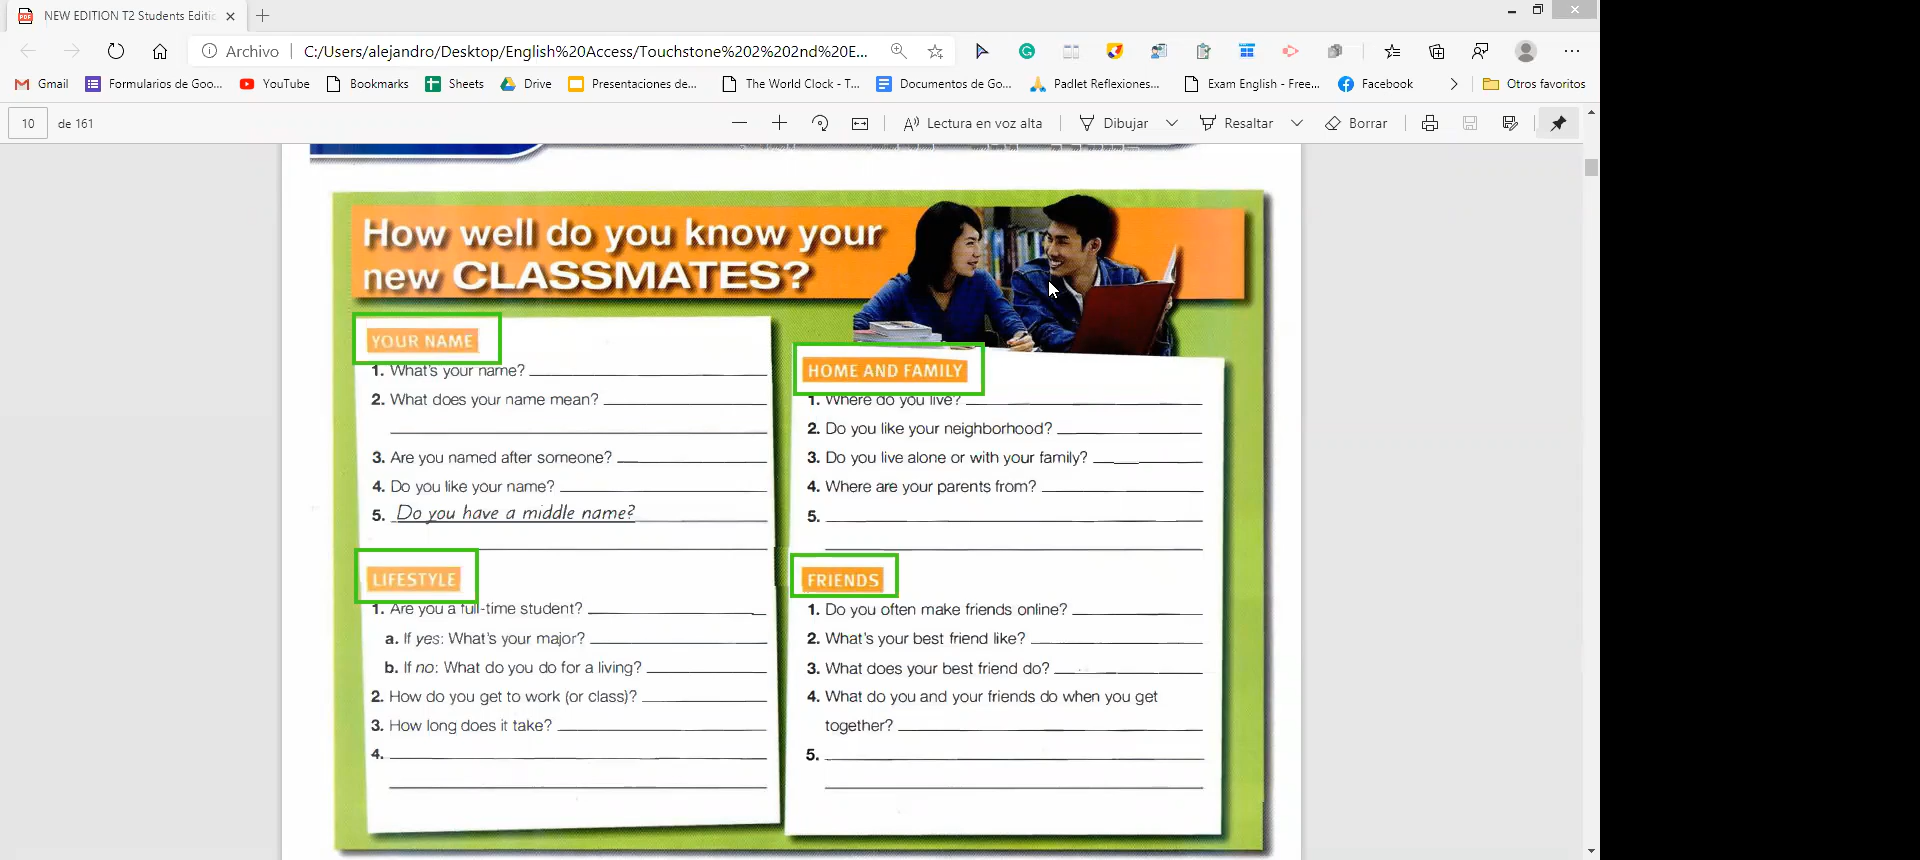 NEW EDITION T2 Students Editic
Archivo
C:/Users/alejandro/Desktop/English%20Access/Touchstone%202%202nd%20E...
Gmail
Formularios de Goo...
YouTube
Bookmarks
Sheets
Drive
Presentaciones de...
The World Clock - T...
Documentos de Go...
Padlet Reflexiones...
Exam English - Free...
Facebook
Otros favoritos
10 de 161
Lectura en voz alta
Dibujar
Resaltar
Borrar
How well do you know your
new CLASSMATES?
YOUR NAME
1. What's your name?
2. What does your name mean?
3. Are you named after someone?
4. Do you like your name?
5. Do you have a middle name?
LIFESTYLE
1. Are you a full-time student?
a. If yes: What's your major?
b. If no: What do you do for a living?
2. How do you get to work (or class)?
3. How long does it take?
4.
HOME AND FAMILY
1. Where do you live?
2. Do you like your neighborhood?
3. Do you live alone or with your family?
4. Where are your parents from?
5.
FRIENDS
1. Do you often make friends online?
2. What's your best friend like?
3. What does your best friend do?
4. What do you and your friends do when you get
together?
5.